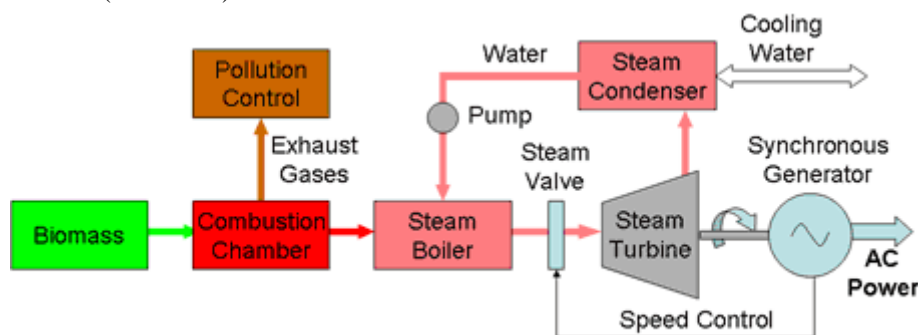 Cooling
Water
Water
Steam
Condenser
Pollution
Control
Pump
Exhaust
Gases
Steam
Valve
Synchronous
Generator
Biomass
Combustion
Chamber
Steam
Boiler
Steam
Turbine
AC
Power
Speed Control